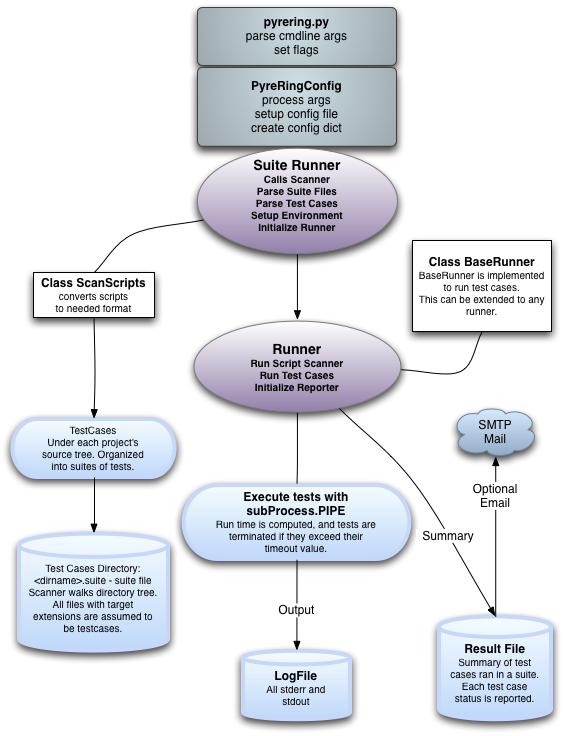 pyrering.py
parse cmdline args
set flags
PyreRingConfig
process args
setup config file
create config dict
Suite Runner
Calls Scanner
Parse Suite Files
Parse Test Cases
Setup Environment
Initialize Runner
Class ScanScripts
converts scripts
to needed format
Class BaseRunner
BaseRunner is implemented
to run test cases.
This can be extended to any
runner.
Runner
Run Script Scanner
Run Test Cases
Initialize Reporter
TestCases
Under each project's
source tree. Organized
into suites of tests.
SMTP
Mail
Execute tests with
subProcess.PIPE
Run time is computed, and tests are
terminated if they exceed their
timeout value.
Optional
Email
Summary
Test Cases Directory:
<dirname>.suite - suite file
Scanner walks directory tree.
All files with target
extensions are assumed to
be testcases.
Output
LogFile
All stderr and
stdout
Result File
Summary of test
cases ran in a suite.
Each test case
status is reported.